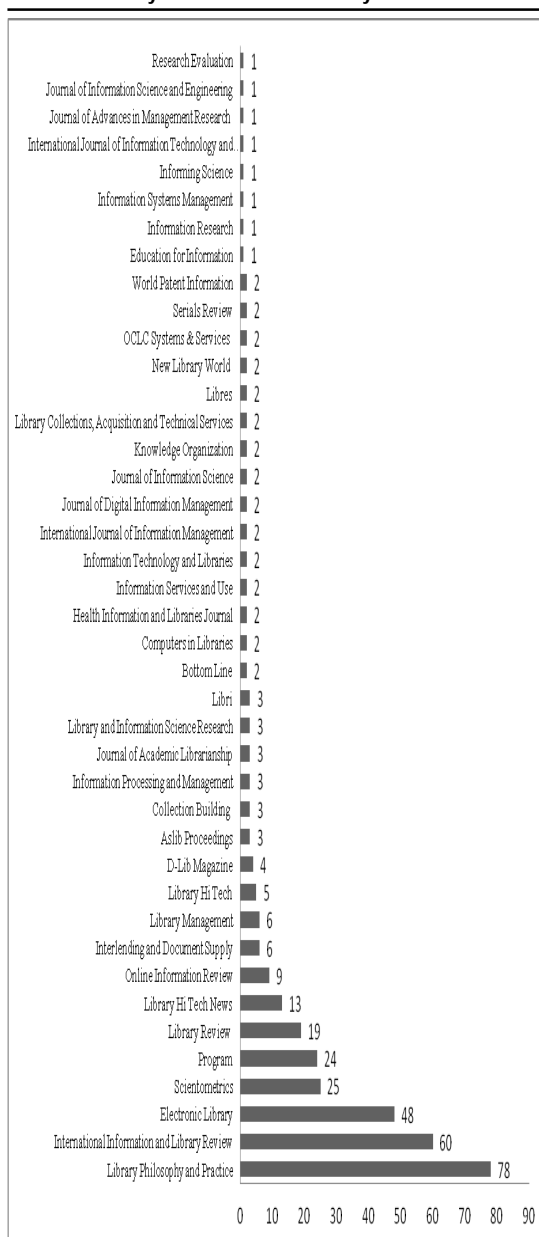 Research Evaluation 1
Journal of Information Science and Engineering 1
Journal of Advances in Management Research 1
International Journal of Information Technology and.. 1
Informing Science 1
Information Systems Management 1
Information Research 1
Education for Information 1
World Patent Information 2
Serials Review 2
OCLC Systems & Services 2
New Library World 2
Libres 2
Library Collections, Acquisition and Technical Services 2
Knowledge Organization 2
Journal of Information Science 2
Journal of Digital Information Management 2
International Journal of Information Management 2
Information Technology and Libraries 2
Information Services and Use 2
Health Information and Libraries Journal 2
Computers in Libraries 2
Bottom Line 2
Libri 3
Library and Information Science Research 3
Journal of Academic Librarianship 3
Information Processing and Management 3
Collection Building 3
Aslib Proceedings 3
D-Lib Magazine 4
Library Hi Tech 5
Library Management 6
Interlending and Document Supply 6
Online Information Review 9
Library Hi Tech News 13
Library Review 19
Program 24
Scientometrics 25
Electronic Library 48
International Information and Library Review 60
Library Philosophy and Practice 78
0 10 20 30 40 50 60 70 80 90